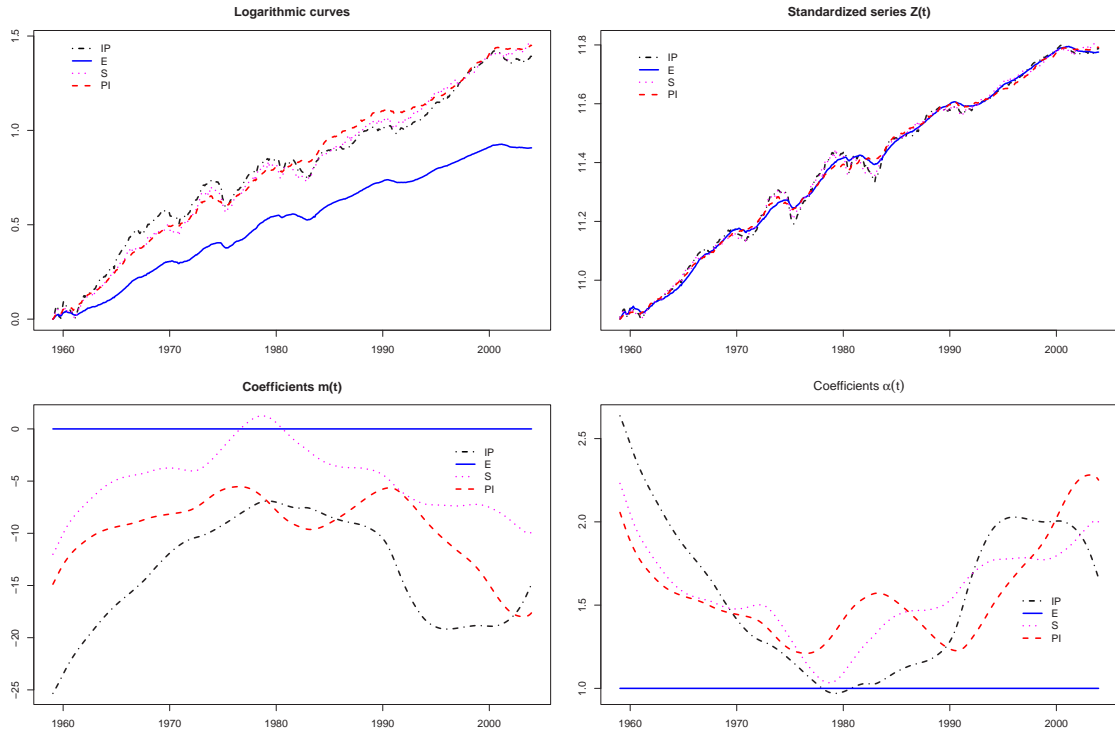 Logarithmic curves
IP
E
S
PI
1.5
1.0
0.5
0.0
1960 1970 1980 1990 2000
Standardized series Z(t)
IP
E
S
PI
11.8
11.6
11.4
11.2
11.0
1960 1970 1980 1990 2000
Coefficients m(t)
IP
E
S
PI
0
-5
-10
-15
-20
-25
1960 1970 1980 1990 2000
Coefficients α(t)
IP
E
S
PI
2.5
2.0
1.5
1.0
1960 1970 1980 1990 2000